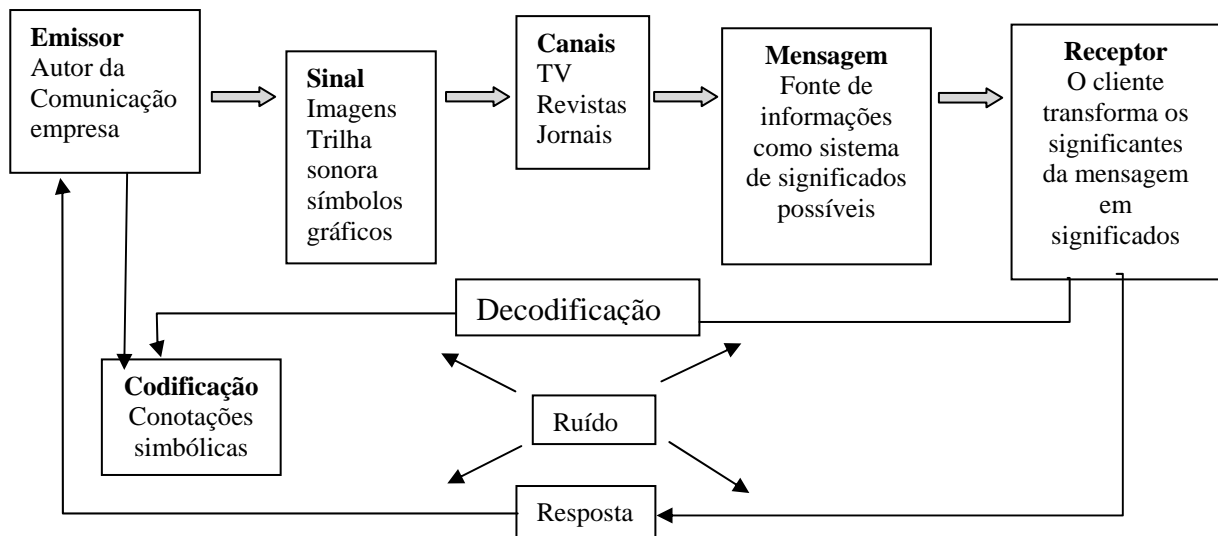 Emissor
Autor da
Comunicação
empresa
Sinal
Imagens
Trilha
sonora
símbolos
gráficos
Canais
TV
Revistas
Jornais
Mensagem
Fonte de
informações
como sistema
de significados
possíveis
Receptor
O cliente
transforma os
significantes
da mensagem
em
significados
Decodificação
Codificação
Conotações
simbólicas
Ruído
Resposta